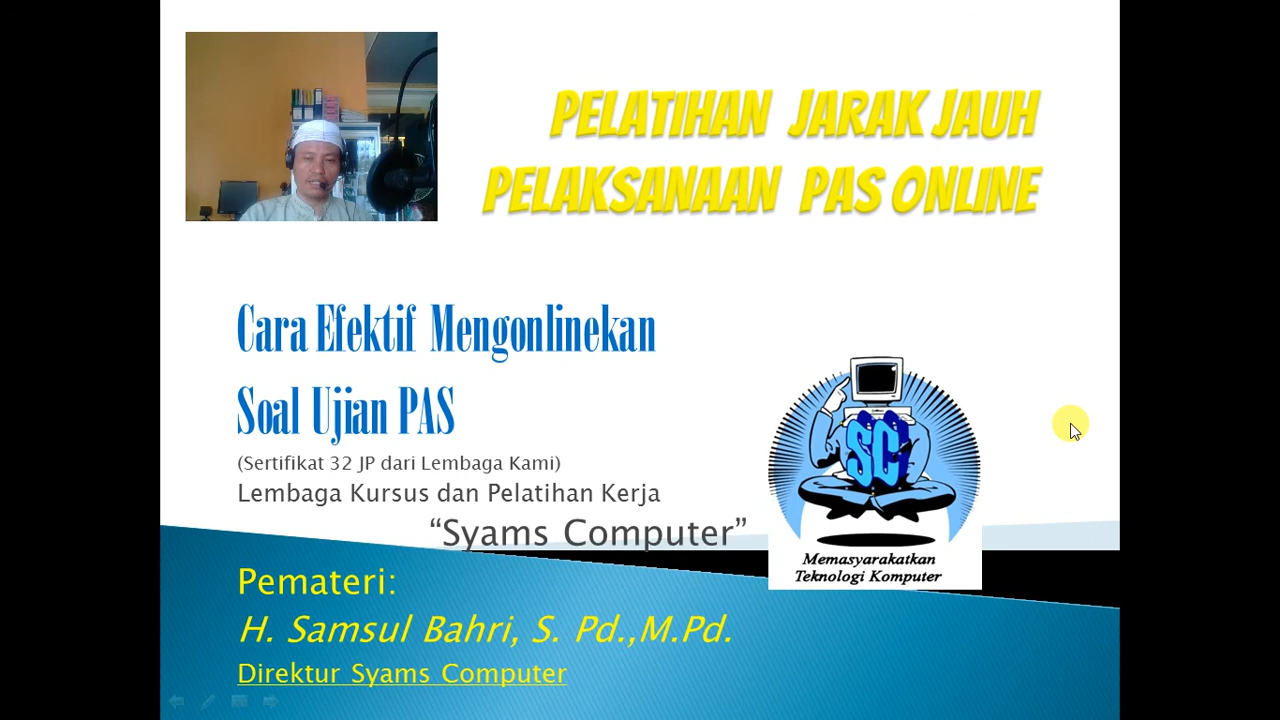 PELATIHAN JARAK JAUH
PELAKSANAAN PAS ONLINE
Cara Efektif Mengonlinekan
Soal Ujian PAS
(Sertifikat 32 JP dari Lembaga Kami)
Lembaga Kursus dan Pelatihan Kerja
“Syams Computer”
SC
Memasyarakatkan
Teknologi Komputer
Pemateri:
H. Samsul Bahri, S. Pd.,M.Pd.
Direktur Syams Computer